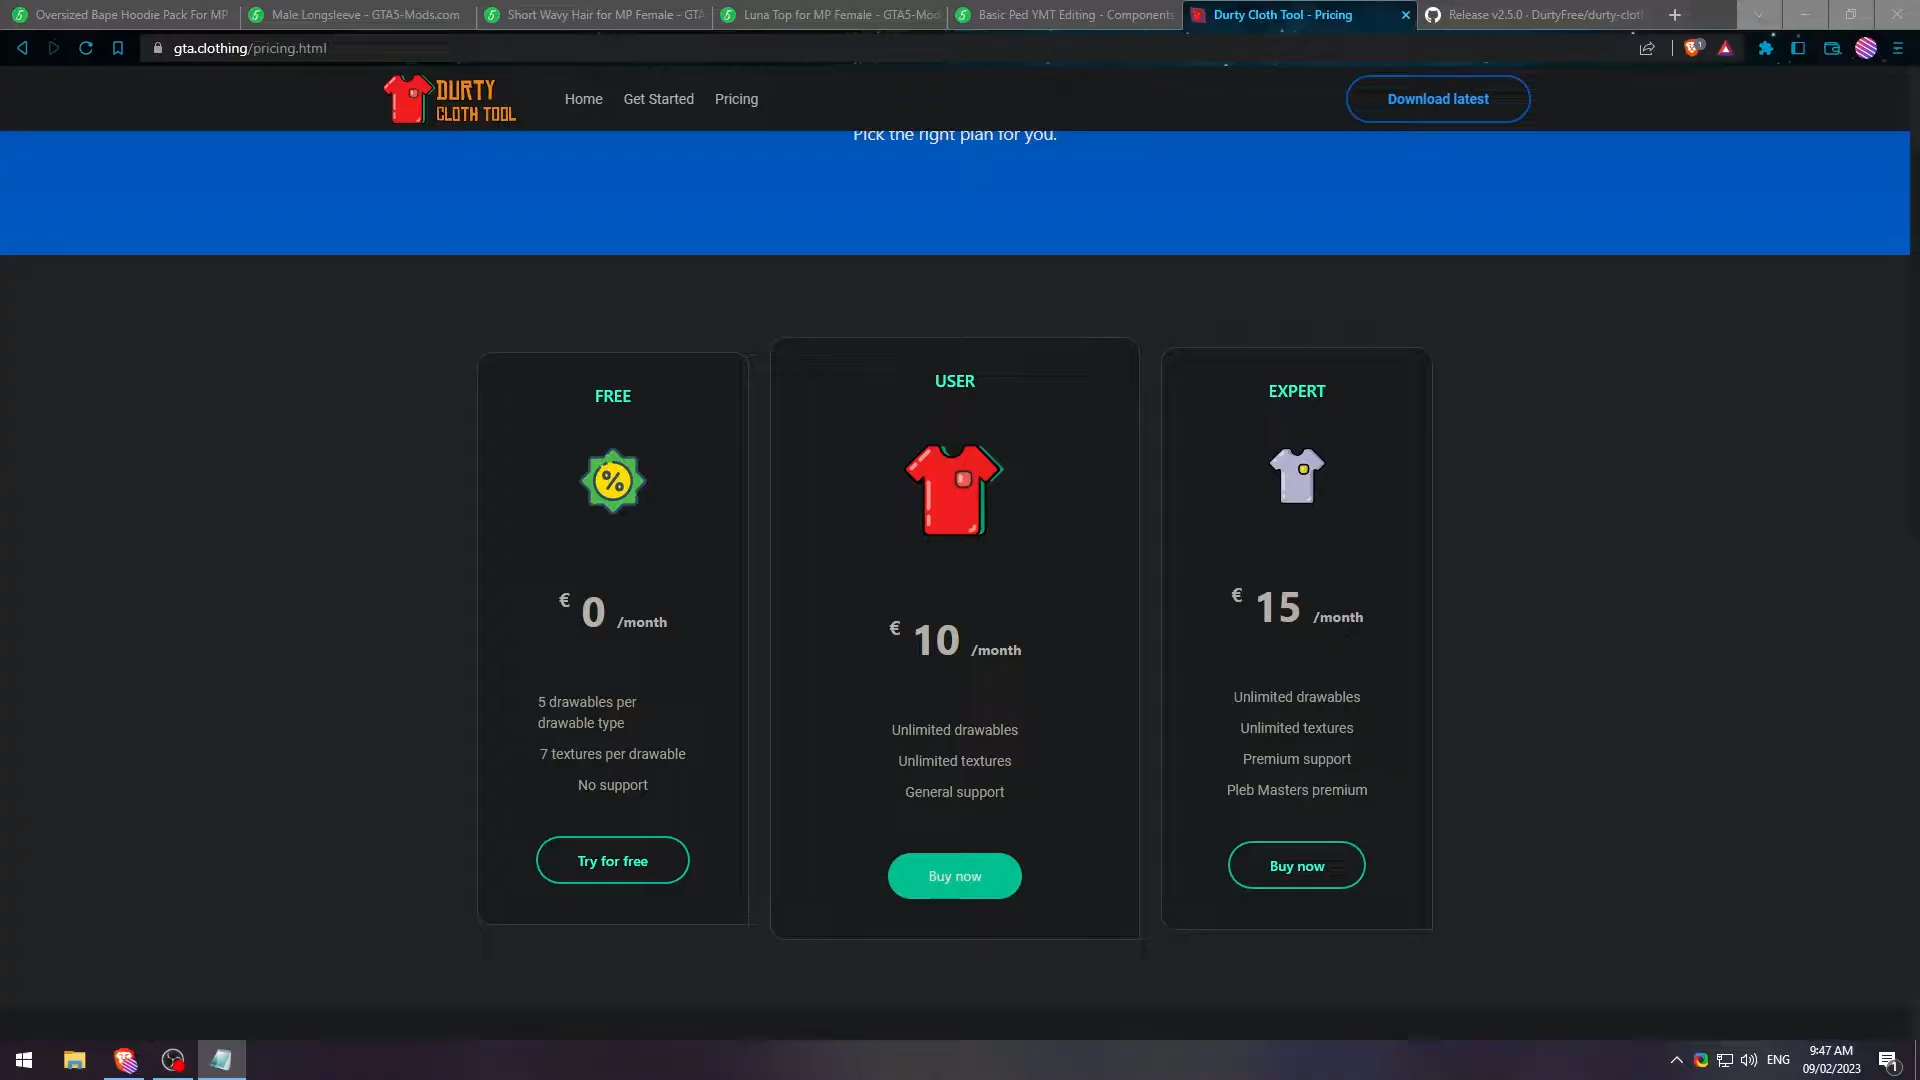 Oversized Bape Hoodie Pack For MP
Male Longsleeve - GTA5-Mods.com
Short Wavy Hair for MP Female - GTA
Luna Top for MP Female - GTA5-Mod
Basic Ped YMT Editing - Components
Durty Cloth Tool - Pricing
Release v2.5.0 · DurtyFree/durty-clot
gta.clothing/pricing.html
1
DURTY
CLOTH TOOL
Home
Get Started
Pricing
Download latest
Pick the right plan for you.
FREE
%
€ 0 /month
5 drawables per
drawable type
7 textures per drawable
No support
Try for free
USER
€ 10 /month
Unlimited drawables
Unlimited textures
General support
Buy now
EXPERT
€ 15 /month
Unlimited drawables
Unlimited textures
Premium support
Pleb Masters premium
Buy now
ENG
9:47 AM
09/02/2023
1